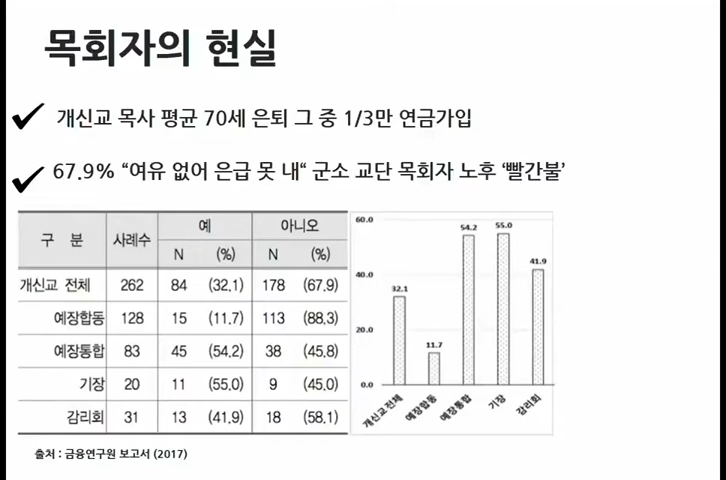 목회자의 현실
✔ 개신교 목사 평균 70세 은퇴 그 중 1/3만 연금가입
✔ 67.9% “여유 없어 은급 못 내“ 군소 교단 목회자 노후 ‘빨간불’
구 분 사례수 예 아니오
N (%) N (%)
개신교 전체 262 84 (32.1) 178 (67.9)
예장합동 128 15 (11.7) 113 (88.3)
예장통합 83 45 (54.2) 38 (45.8)
기장 20 11 (55.0) 9 (45.0)
감리회 31 13 (41.9) 18 (58.1)
60.0
40.0
20.0
0.0
32.1 11.7 54.2 55.0 41.9
개신교 전체 예장합동 예장통합 기장 감리회
출처 : 금융연구원 보고서 (2017)